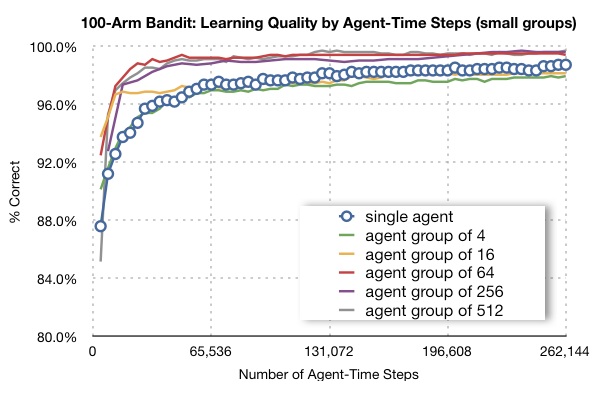 100-Arm Bandit: Learning Quality by Agent-Time Steps (small groups)
100.0%
96.0%
92.0%
88.0%
84.0%
80.0%
% Correct
single agent
agent group of 4
agent group of 16
agent group of 64
agent group of 256
agent group of 512
0
65,536
131,072
196,608
262,144
Number of Agent-Time Steps